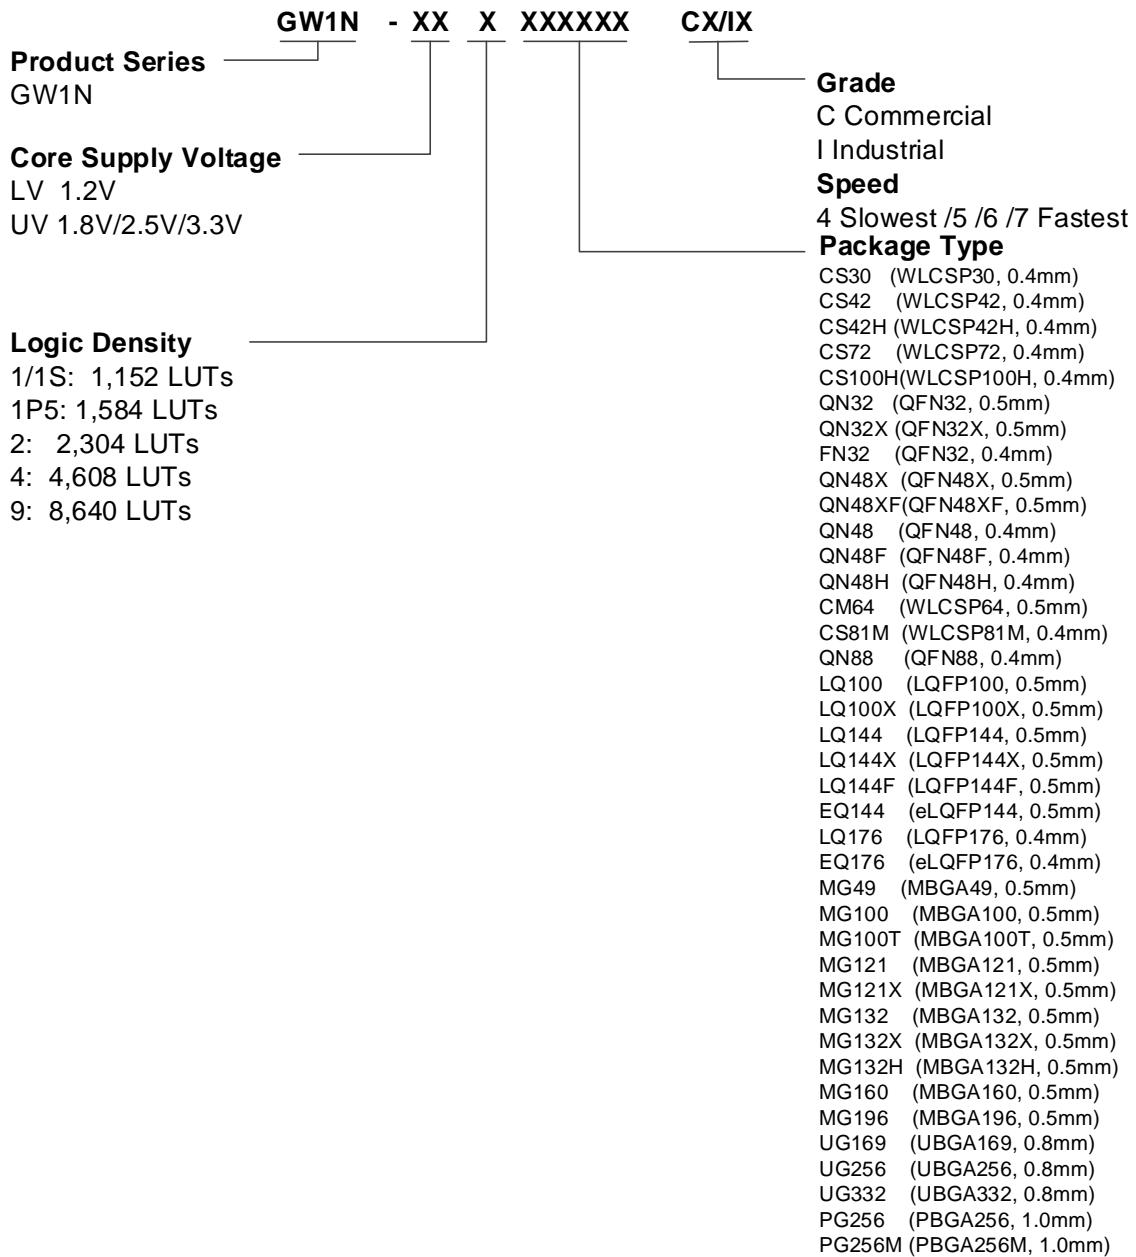 GW1N - XX X XXXXXX CX/IX
Product Series
GW1N
Core Supply Voltage
LV 1.2V
UV 1.8V/2.5V/3.3V
Logic Density
1/1S: 1,152 LUTs
1P5: 1,584 LUTs
2: 2,304 LUTs
4: 4,608 LUTs
9: 8,640 LUTs
Grade
C Commercial
I Industrial
Speed
4 Slowest /5 /6 /7 Fastest
Package Type
CS30 (WLCSP30, 0.4mm)
CS42 (WLCSP42, 0.4mm)
CS42H (WLCSP42H, 0.4mm)
CS72 (WLCSP72, 0.4mm)
CS100H(WLCSP100H, 0.4mm)
QN32 (QFN32, 0.5mm)
QN32X (QFN32X, 0.5mm)
FN32 (QFN32, 0.4mm)
QN48X (QFN48X, 0.5mm)
QN48XF(QFN48XF, 0.5mm)
QN48 (QFN48, 0.4mm)
QN48F (QFN48F, 0.4mm)
QN48H (QFN48H, 0.4mm)
CM64 (WLCSP64, 0.5mm)
CS81M (WLCSP81M, 0.4mm)
QN88 (QFN88, 0.4mm)
LQ100 (LQFP100, 0.5mm)
LQ100X (LQFP100X, 0.5mm)
LQ144 (LQFP144, 0.5mm)
LQ144X (LQFP144X, 0.5mm)
LQ144F (LQFP144F, 0.5mm)
EQ144 (eLQFP144, 0.5mm)
LQ176 (LQFP176, 0.4mm)
EQ176 (eLQFP176, 0.4mm)
MG49 (MBGA49, 0.5mm)
MG100 (MBGA100, 0.5mm)
MG100T (MBGA100T, 0.5mm)
MG121 (MBGA121, 0.5mm)
MG121X (MBGA121X, 0.5mm)
MG132 (MBGA132, 0.5mm)
MG132X (MBGA132X, 0.5mm)
MG132H (MBGA132H, 0.5mm)
MG160 (MBGA160, 0.5mm)
MG196 (MBGA196, 0.5mm)
UG169 (UBGA169, 0.8mm)
UG256 (UBGA256, 0.8mm)
UG332 (UBGA332, 0.8mm)
PG256 (PBGA256, 1.0mm)
PG256M (PBGA256M, 1.0mm)